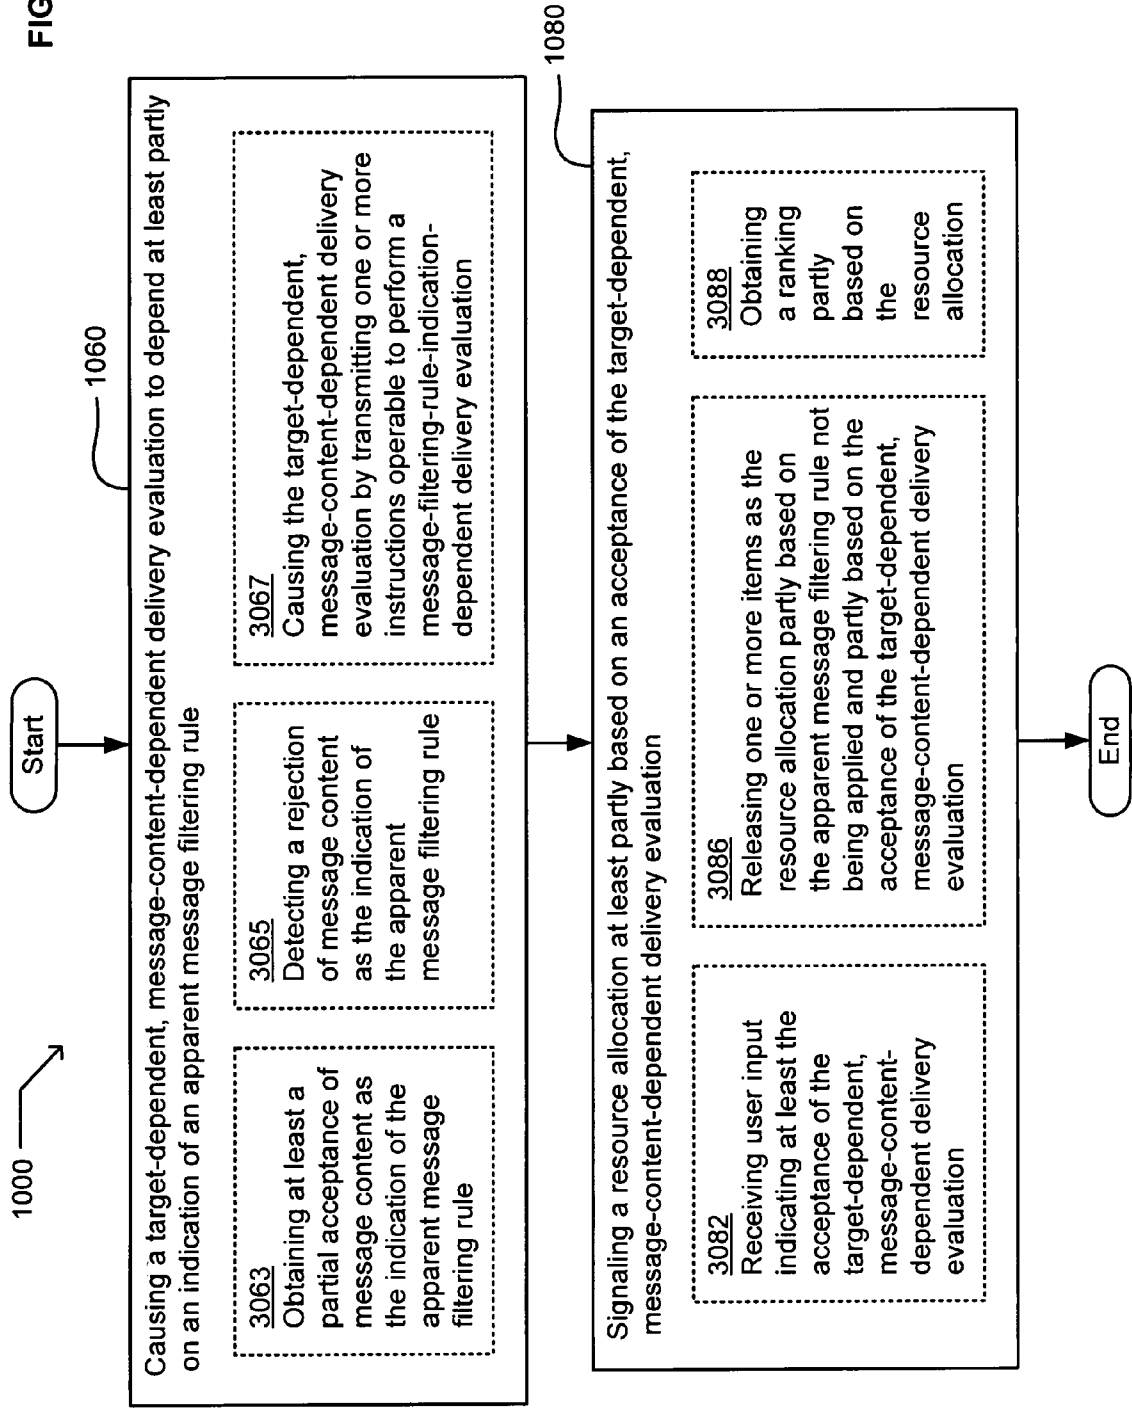 FIG
1000
Start
1060
Causing a target-dependent, message-content-dependent delivery evaluation to depend at least partly
on an indication of an apparent message filtering rule
3063
Obtaining at least a
partial acceptance of
message content as
the indication of the
apparent message
filtering rule
3065
Detecting a rejection
of message content
as the indication of
the apparent
message filtering rule
3067
Causing the target-dependent,
message-content-dependent delivery
evaluation by transmitting one or more
instructions operable to perform a
message-filtering-rule-indication-
dependent delivery evaluation
1080
Signaling a resource allocation at least partly based on an acceptance of the target-dependent,
message-content-dependent delivery evaluation
3082
Receiving user input
indicating at least the
acceptance of the
target-dependent,
message-content-
dependent delivery
evaluation
3086
Releasing one or more items as the
resource allocation partly based on
the apparent message filtering rule not
being applied and partly based on the
acceptance of the target-dependent,
message-content-dependent delivery
evaluation
3088
Obtaining
a ranking
partly
based on
the
resource
allocation
End